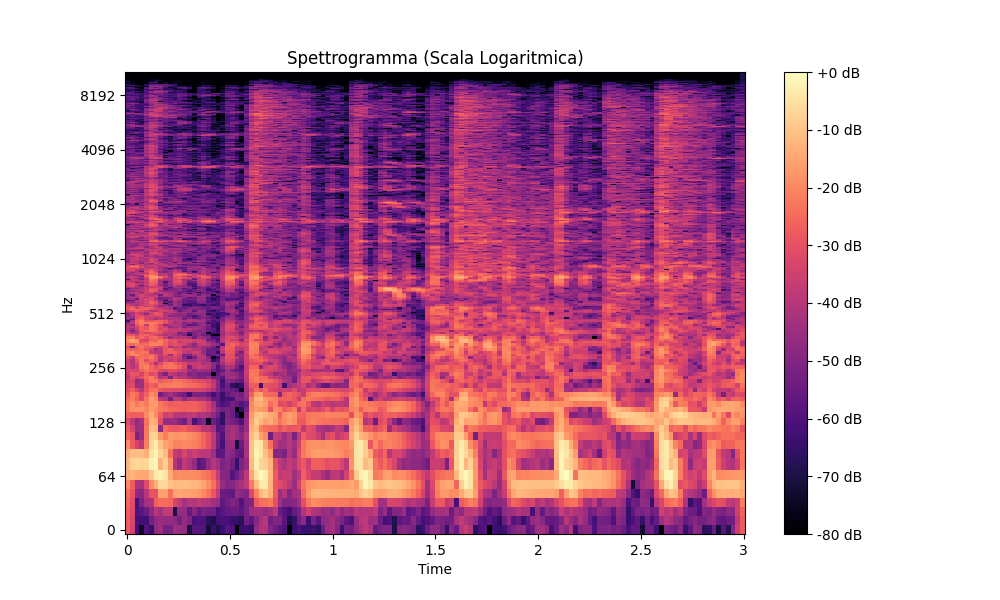 Spettrogramma (Scala Logaritmica)
Hz
8192
4096
2048
1024
512
256
128
64
0
0 0.5 1 1.5 2 2.5 3
Time
+0 dB
-10 dB
-20 dB
-30 dB
-40 dB
-50 dB
-60 dB
-70 dB
-80 dB